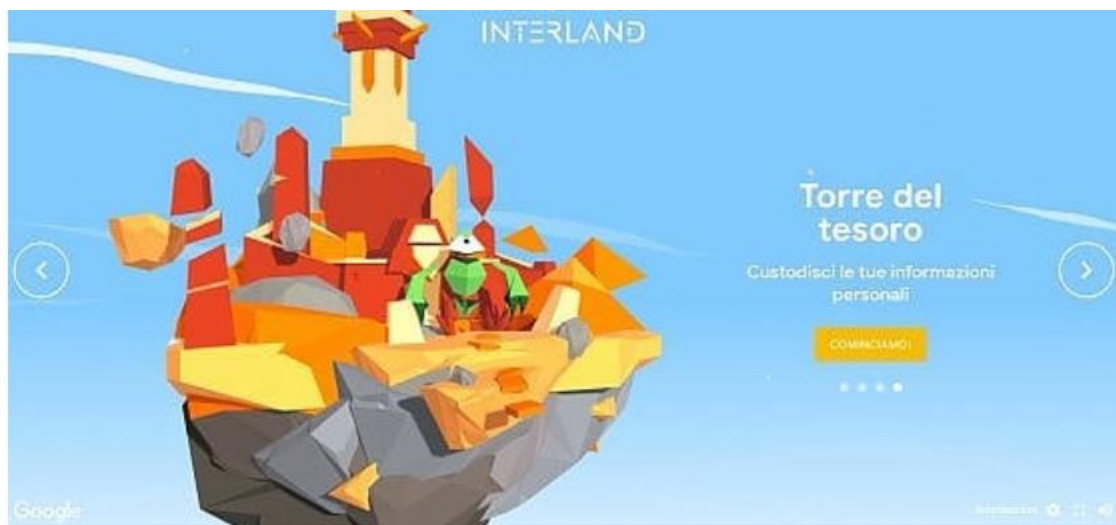 INTERLAND
Torre del
tesoro
Custodisci le tue informazioni
personali
COMINCIAMO!
Google